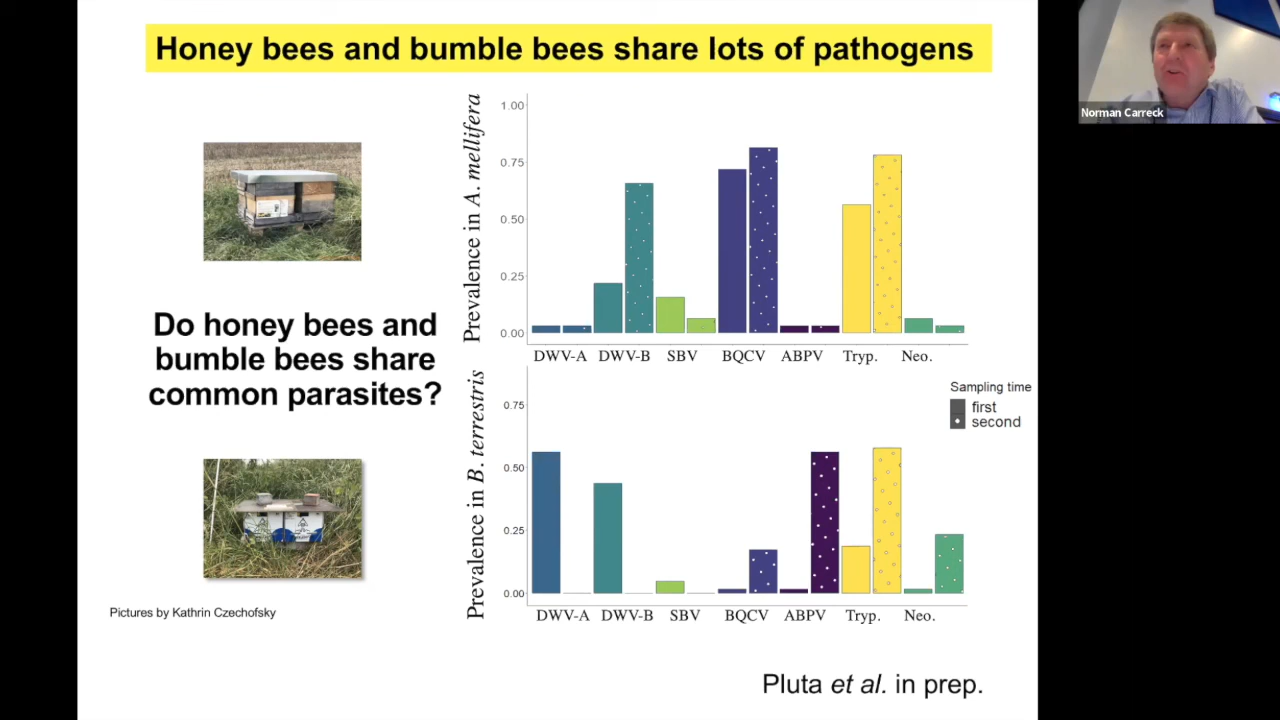 Honey bees and bumble bees share lots of pathogens
Norman Carreck
Do honey bees and
bumble bees share
common parasites?
Pictures by Kathrin Czechofsky
Prevalence in A. mellifera
1.00
0.75
0.50
0.25
0.00
DWV-A DWV-B SBV BQCV ABPV Tryp. Neo.
Prevalence in B. terrestris
0.75
0.50
0.25
0.00
DWV-A DWV-B SBV BQCV ABPV Tryp. Neo.
Sampling time
first
second
Pluta et al. in prep.